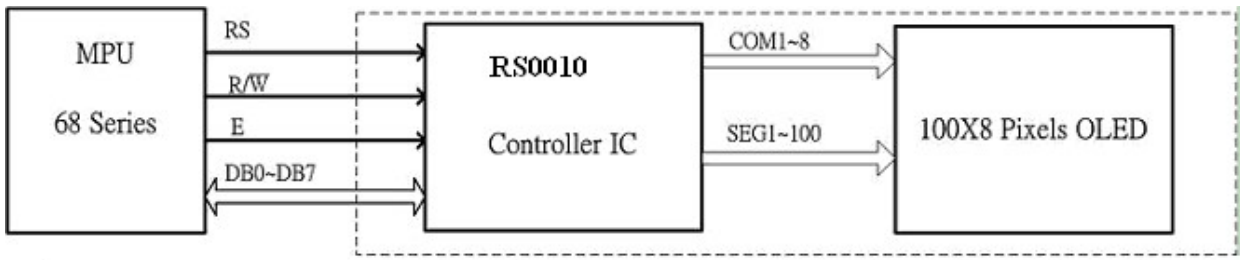 MPU
68 Series
RS
R/W̅
E
DB0~DB7
RS0010
Controller IC
COM1~8
SEG1~100
100X8 Pixels OLED